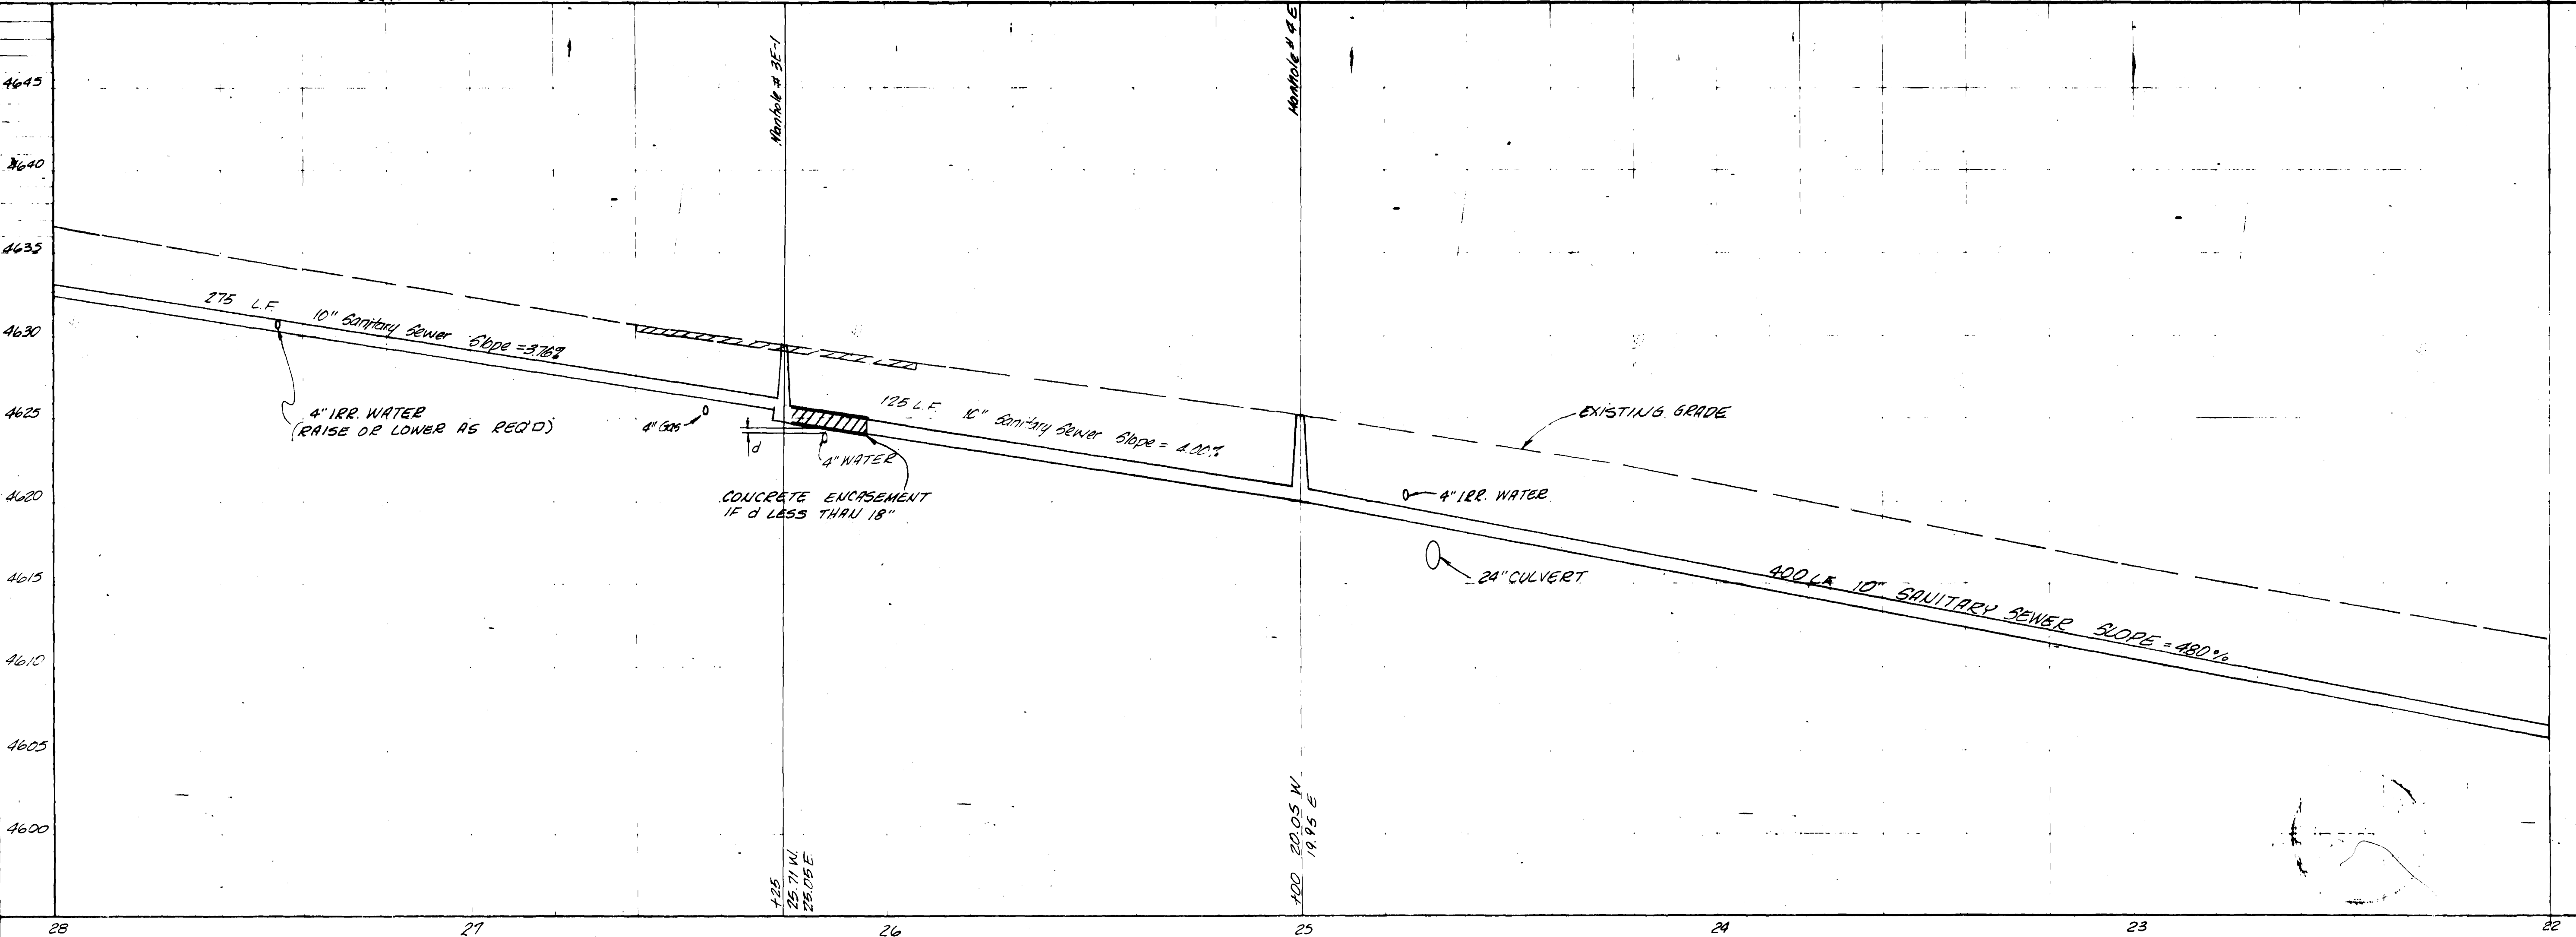 Manhole # 3E-1
Manhole # 4E
4645
4640
4635
4630
4625
4620
4615
4610
4605
4600
275 L.F. 10" Sanitary Sewer Slope = 3.76%
4" IRR. WATER
(RAISE OR LOWER AS REQ'D)
4" Gas
d
4" WATER
CONCRETE ENCASEMENT
IF d LESS THAN 18"
125 L.F. 10" Sanitary Sewer Slope = 4.00%
EXISTING GRADE
4" IRR. WATER
24" CULVERT
400 L.F. 10" SANITARY SEWER SLOPE = 4.80%
+25
25.71 W.
25.05 E.
+00 20.05 W
19.95 E
28
27
26
25
24
23
22